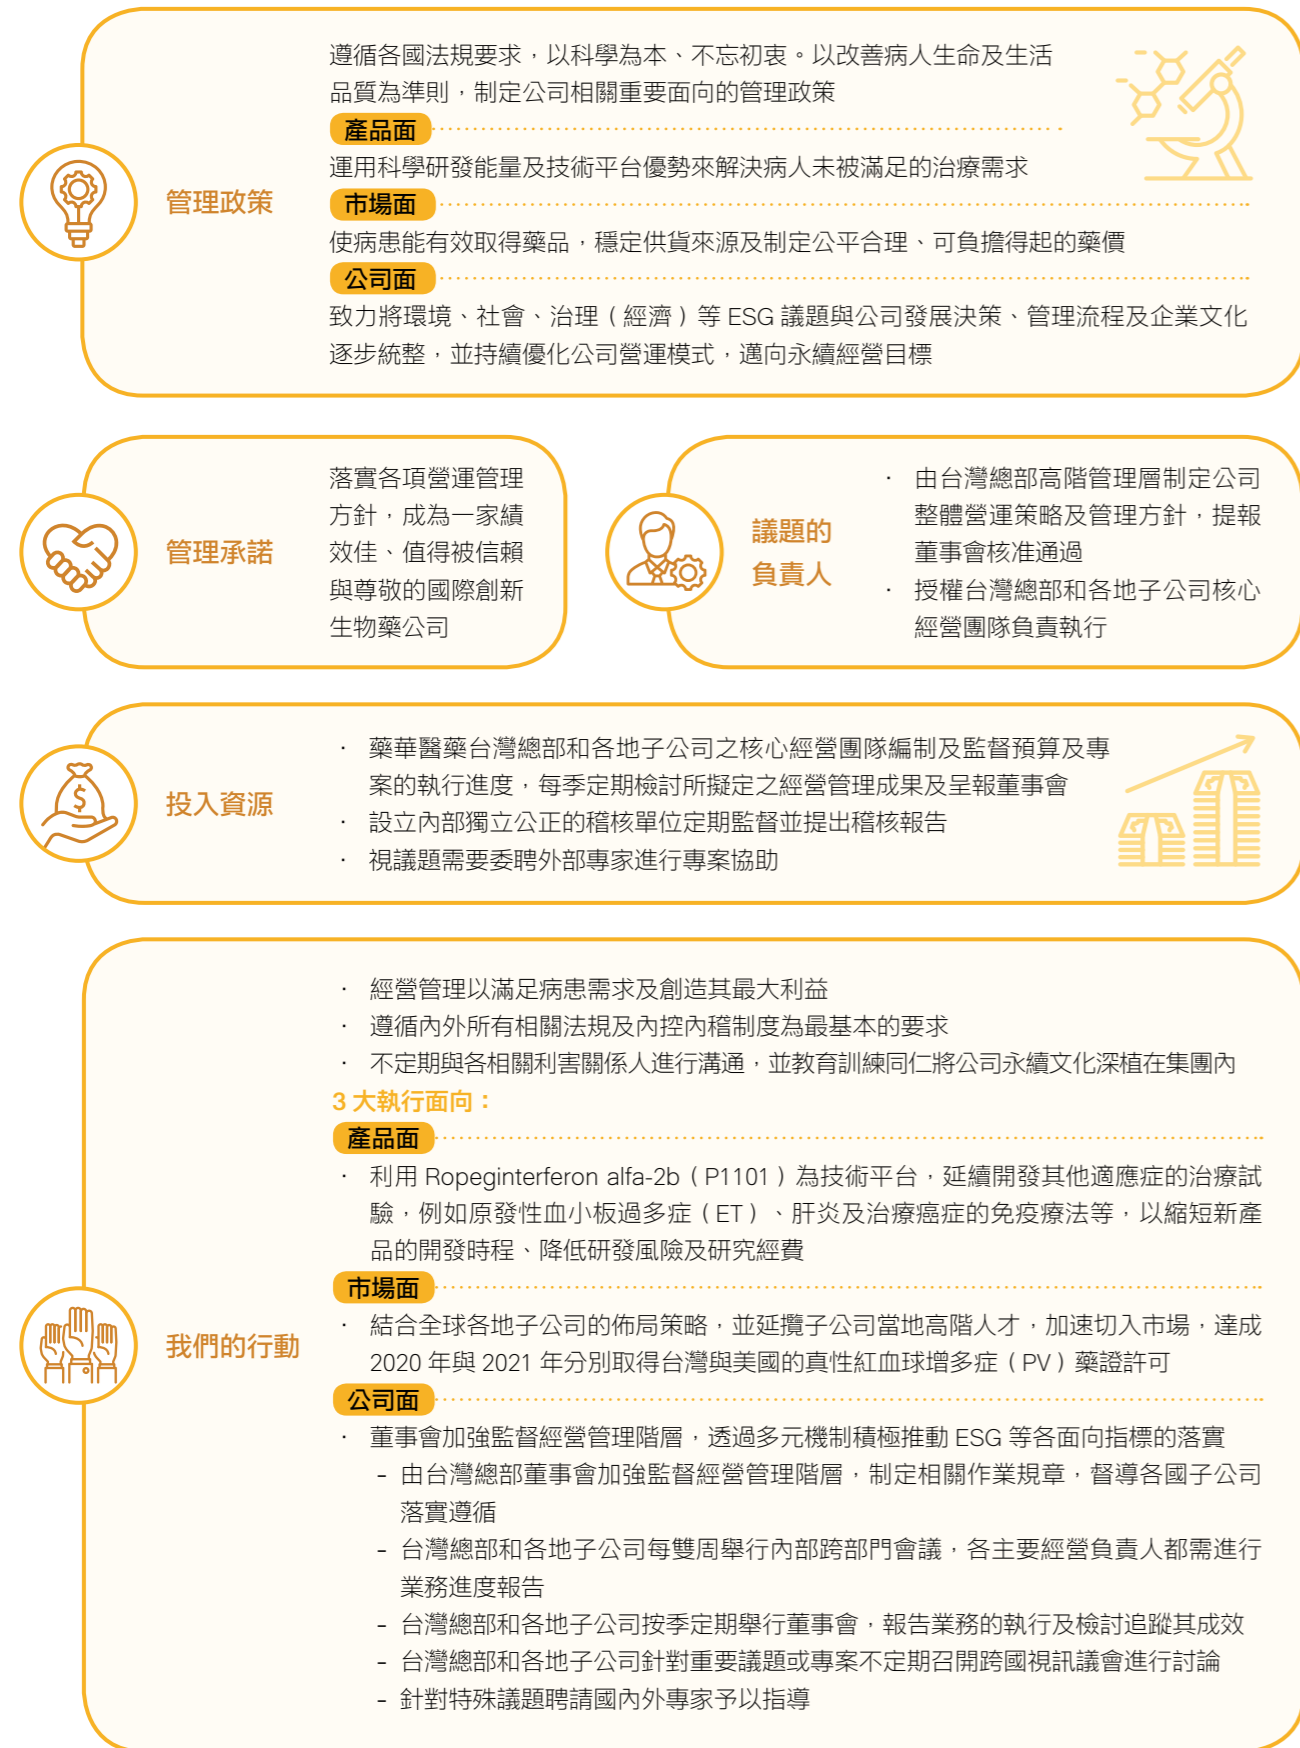 管理政策
遵循各國法規要求，以科學為本、不忘初衷。以改善病人生命及生活
品質為準則，制定公司相關重要面向的管理政策
產品面
運用科學研發能量及技術平台優勢來解決病人未被滿足的治療需求
市場面
使病患能有效取得藥品，穩定供貨來源及制定公平合理、可負擔得起的藥價
公司面
致力將環境、社會、治理（經濟）等 ESG 議題與公司發展決策、管理流程及企業文化
逐步統整，並持續優化公司營運模式，邁向永續經營目標
管理承諾
落實各項營運管理
方針，成為一家績
效佳、值得被信賴
與尊敬的國際創新
生物藥公司
議題的
負責人
· 由台灣總部高階管理層制定公司
整體營運策略及管理方針，提報
董事會核准通過
· 授權台灣總部和各地子公司核心
經營團隊負責執行
投入資源
· 藥華醫藥台灣總部和各地子公司之核心經營團隊編制及監督預算及專
案的執行進度，每季定期檢討所擬定之經營管理成果及呈報董事會
· 設立內部獨立公正的稽核單位定期監督並提出稽核報告
· 視議題需要委聘外部專家進行專案協助
$
我們的行動
· 經營管理以滿足病患需求及創造其最大利益
· 遵循內外所有相關法規及內控內稽制度為最基本的要求
· 不定期與各相關利害關係人進行溝通，並教育訓練同仁將公司永續文化深植在集團內
3 大執行面向：
產品面
· 利用 Ropeginterferon alfa-2b（P1101）為技術平台，延續開發其他適應症的治療試
驗，例如原發性血小板過多症（ET）、肝炎及治療癌症的免疫療法等，以縮短新產
品的開發時程、降低研發風險及研究經費
市場面
· 結合全球各地子公司的佈局策略，並延攬子公司當地高階人才，加速切入市場，達成
2020 年與 2021 年分別取得台灣與美國的真性紅血球增多症（PV）藥證許可
公司面
· 董事會加強監督經營管理階層，透過多元機制積極推動 ESG 等各面向指標的落實
- 由台灣總部董事會加強監督經營管理階層，制定相關作業規章，督導各國子公司
落實遵循
- 台灣總部和各地子公司每雙周舉行內部跨部門會議，各主要經營負責人都需進行
業務進度報告
- 台灣總部和各地子公司按季定期舉行董事會，報告業務的執行及檢討追蹤其成效
- 台灣總部和各地子公司針對重要議題或專案不定期召開跨國視訊議會進行討論
- 針對特殊議題聘請國內外專家予以指導